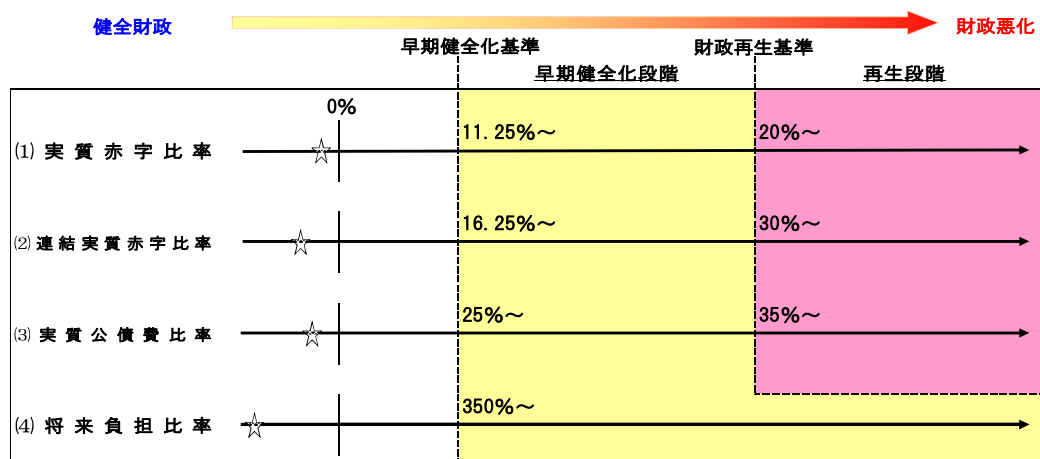 健全財政
財政悪化
早期健全化基準
財政再生基準
早期健全化段階
再生段階
0%
⑴ 実質赤字比率
11.25%～
20%～
⑵ 連結実質赤字比率
16.25%～
30%～
⑶ 実質公債費比率
25%～
35%～
⑷ 将来負担比率
350%～